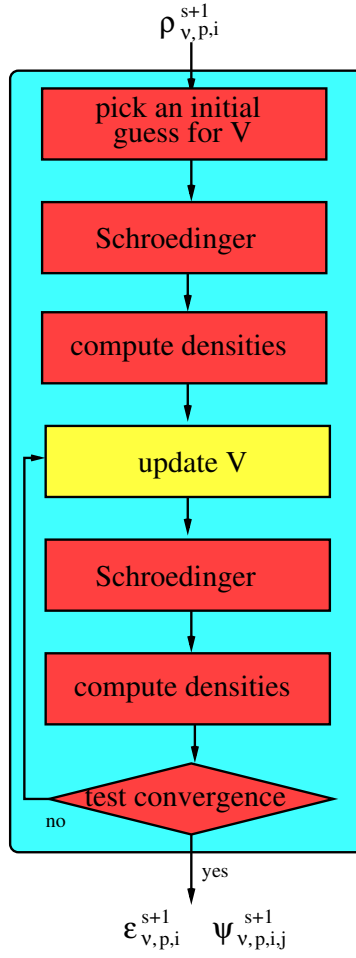 ρ s+1 ν,p,i
pick an initial
guess for V
Schroedinger
compute densities
update V
Schroedinger
compute densities
test convergence
no
yes
ε s+1 ν,p,i ψ s+1 ν,p,i,j